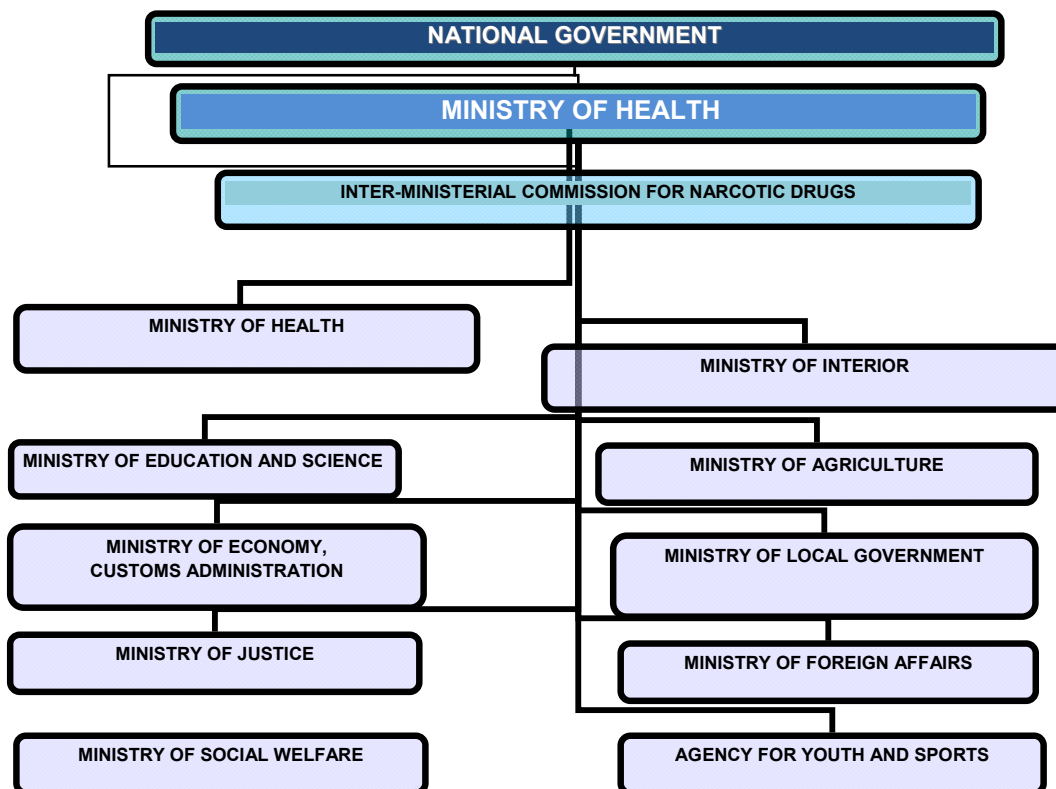 NATIONAL GOVERNMENT
MINISTRY OF HEALTH
INTER-MINISTERIAL COMMISSION FOR NARCOTIC DRUGS
MINISTRY OF HEALTH
MINISTRY OF INTERIOR
MINISTRY OF EDUCATION AND SCIENCE
MINISTRY OF AGRICULTURE
MINISTRY OF ECONOMY,
CUSTOMS ADMINISTRATION
MINISTRY OF LOCAL GOVERNMENT
MINISTRY OF JUSTICE
MINISTRY OF FOREIGN AFFAIRS
MINISTRY OF SOCIAL WELFARE
AGENCY FOR YOUTH AND SPORTS